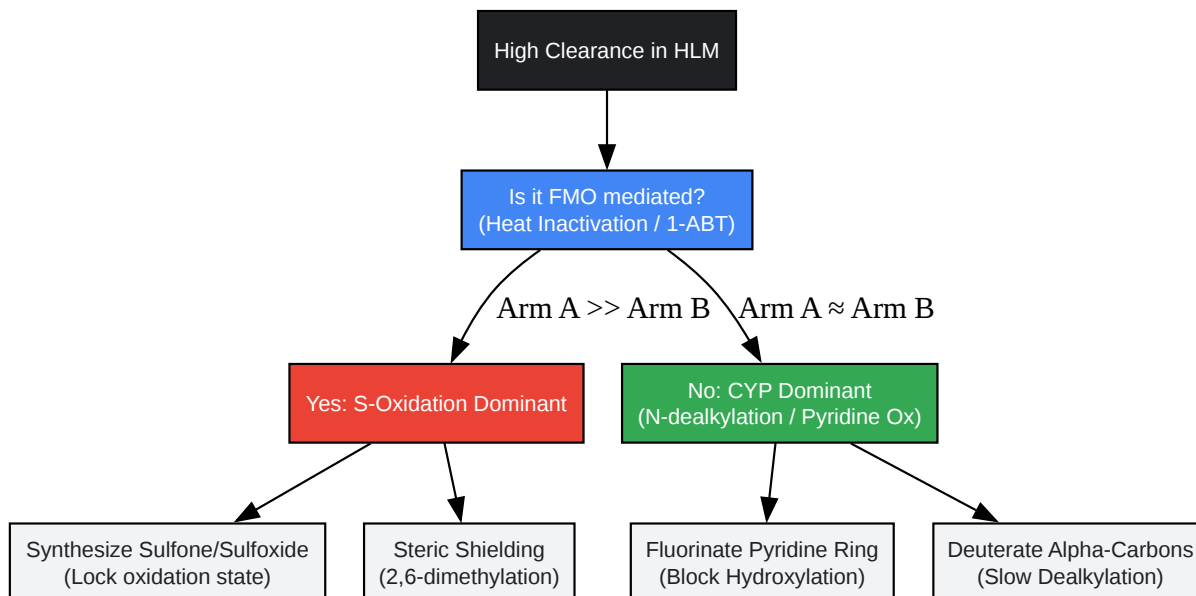 High Clearance in HLM
Is it FMO mediated?
(Heat Inactivation / 1-ABT)
Arm A >> Arm B
Arm A ≈ Arm B
Yes: S-Oxidation Dominant
No: CYP Dominant
(N-dealkylation / Pyridine Ox)
Synthesize Sulfone/Sulfoxide
(Lock oxidation state)
Steric Shielding
(2,6-dimethylation)
Fluorinate Pyridine Ring
(Block Hydroxylation)
Deuterate Alpha-Carbons
(Slow Dealkylation)